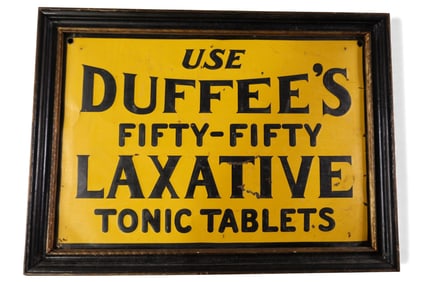 USE
DUFFEE'S
FIFTY-FIFTY
LAXATIVE
TONIC TABLETS